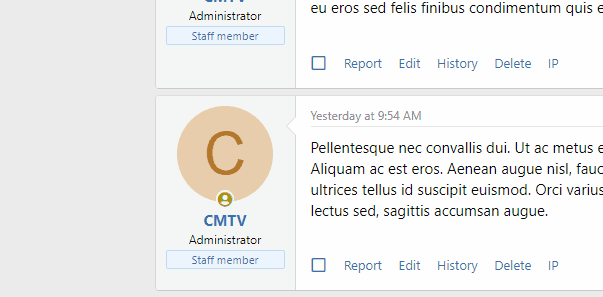 CMTV
Administrator
Staff member
eu eros sed felis finibus condimentum quis e
Report Edit History Delete IP
C
CMTV
Administrator
Staff member
Yesterday at 9:54 AM
Pellentesque nec convallis dui. Ut ac metus e
Aliquam ac est eros. Aenean augue nisl, fauc
ultrices tellus id suscipit euismod. Orci varius
lectus sed, sagittis accumsan augue.
Report Edit History Delete IP